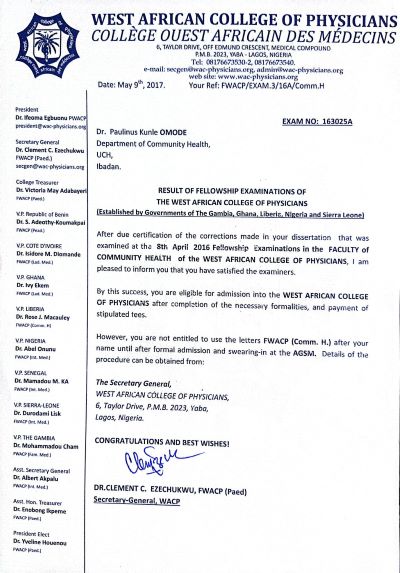 WEST AFRICAN COLLEGE OF PHYSICIANS
COLLÈGE OUEST AFRICAIN DES MÉDECINS
6, TAYLOR DRIVE, OFF EDMUND CRESCENT, MEDICAL COMPOUND
P.M.B. 2023, YABA - LAGOS, NIGERIA
Tel: 08176673530-2, 08176673540.
e-mail: secgen@wac-physicians.org, admin@wac-physicians.org
web site: www.wac-physicians.org
Date: May 9th, 2017. Your Ref: FWACP/EXAM.3/16A/Comm.H
EXAM NO: 163025A
Dr. Paulinus Kunle OMODE
Department of Community Health,
UCH,
Ibadan.
RESULT OF FELLOWSHIP EXAMINATIONS OF
THE WEST AFRICAN COLLEGE OF PHYSICIANS
(Established by Governments of The Gambia, Ghana, Liberic, Nigeria and Sierra Leone)
After due certification of the corrections made in your dissertation that was
examined at the 8th April 2016 Fellowship Examinations in the FACULTY of
COMMUNITY HEALTH of the WEST AFRICAN COLLEGE OF PHYSICIANS, I am
pleased to inform you that you have satisfied the examiners.
By this success, you are eligible for admission into the WEST AFRICAN COLLEGE
OF PHYSICIANS after completion of the necessary formalities, and payment of
stipulated fees.
However, you are not entitled to use the letters FWACP (Comm. H.) after your
name until after formal admission and swearing-in at the AGSM. Details of the
procedure can be obtained from:
The Secretary General,
WEST AFRICAN COLLEGE OF PHYSICIANS,
6, Taylor Drive, P.M.B. 2023, Yaba,
Lagos, Nigeria.
CONGRATULATIONS AND BEST WISHES!
DR.CLEMENT C. EZECHUKWU, FWACP (Paed)
Secretary-General, WACP
President
Dr. Ifeoma Egbuonu FWACP
president@wac-physicians.org
Secretary General
Dr. Clement C. Ezechukwu
FWACP (Paed.)
secgen@wac-physicians.org
College Treasurer
Dr. Victoria May Adabayeri
FWACP (Paed.)
V.P. Republic of Benin
Dr. S. Adeothy-Koumakpai
FWACP (Paed.)
V.P. COTE D'IVOIRE
Dr. Isidore M. Diomande
FWACP (Lad. Med.)
V.P. GHANA
Dr. Ivy Ekem
FWACP (Lad. Med.)
V.P. LIBERIA
Dr. Rose J. Macauley
FWACP (Comm. H)
V.P. NIGERIA
Dr. Abel Onunu
FWACP (Int. Med.)
V.P. SENEGAL
Dr. Mamadou M. KA
FWACP (Int. Med.)
V.P. SIERRA-LEONE
Dr. Durodami Lisk
FWACP (Int. Med.)
V.P. THE GAMBIA
Dr. Mohammadou Cham
FWACP (Fam. Med.)
Asst. Secretary General
Dr. Albert Akpalu
FWACP (Int. Med.)
Asst. Hon. Treasurer
Dr. Enobong Ikpeme
FWACP (Paed.)
President Elect
Dr. Yveline Houenou
FWACP (Paed.)